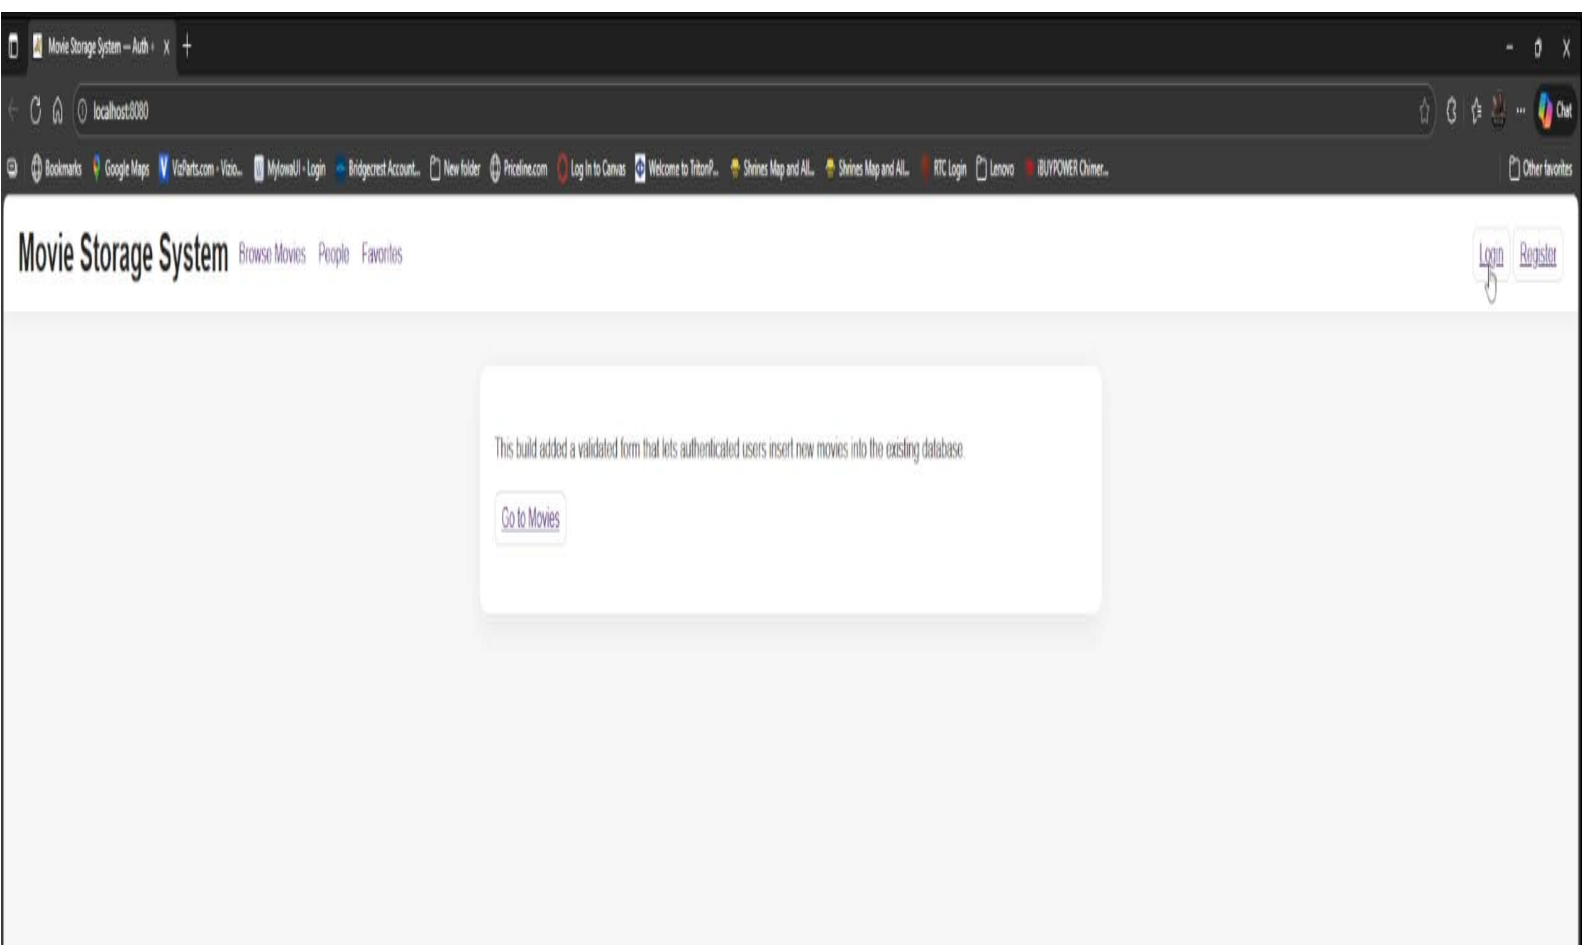 Movie Storage System — Auth
localhost:8080
Chat
Bookmarks Google Maps VizParts.com - Vizio... MyIowaUI - Login Bridgecrest Account... New folder Priceline.com Log In to Canvas Welcome to TritonP... Shrines Map and All... Shrines Map and All... RTC Login Lenovo iBUYPOWER Chimer... Other favorites
Movie Storage System Browse Movies People Favorites Login Register
This build added a validated form that lets authenticated users insert new movies into the existing database.
Go to Movies